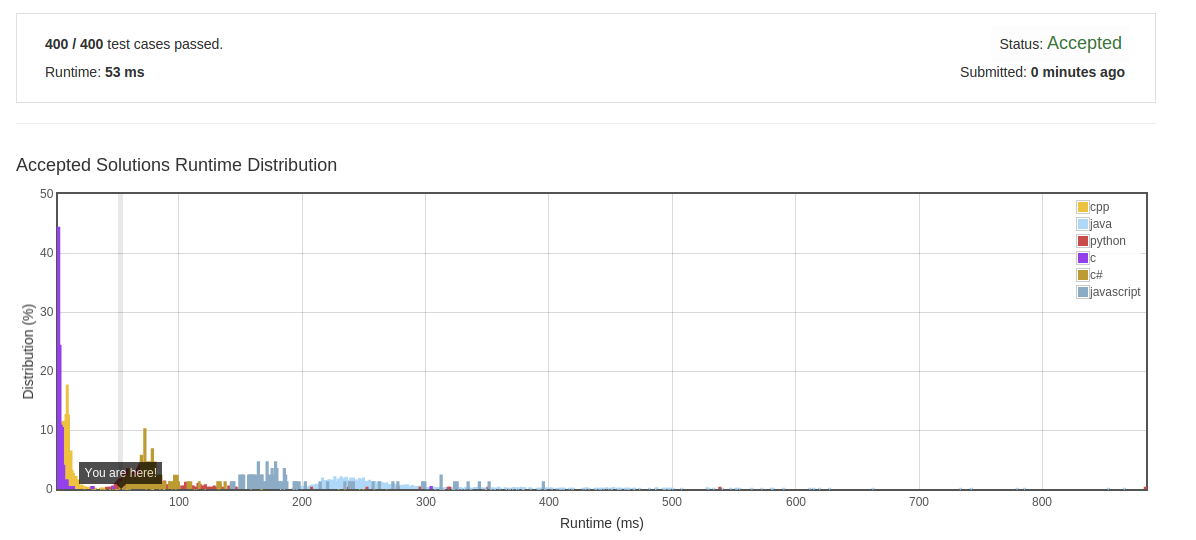 400 / 400 test cases passed.
Status: Accepted
Runtime: 53 ms
Submitted: 0 minutes ago
Accepted Solutions Runtime Distribution
50
40
30
20
10
0
Distribution (%)
cpp
java
python
c
c#
javascript
You are here!
100
200
300
400
500
600
700
800
Runtime (ms)